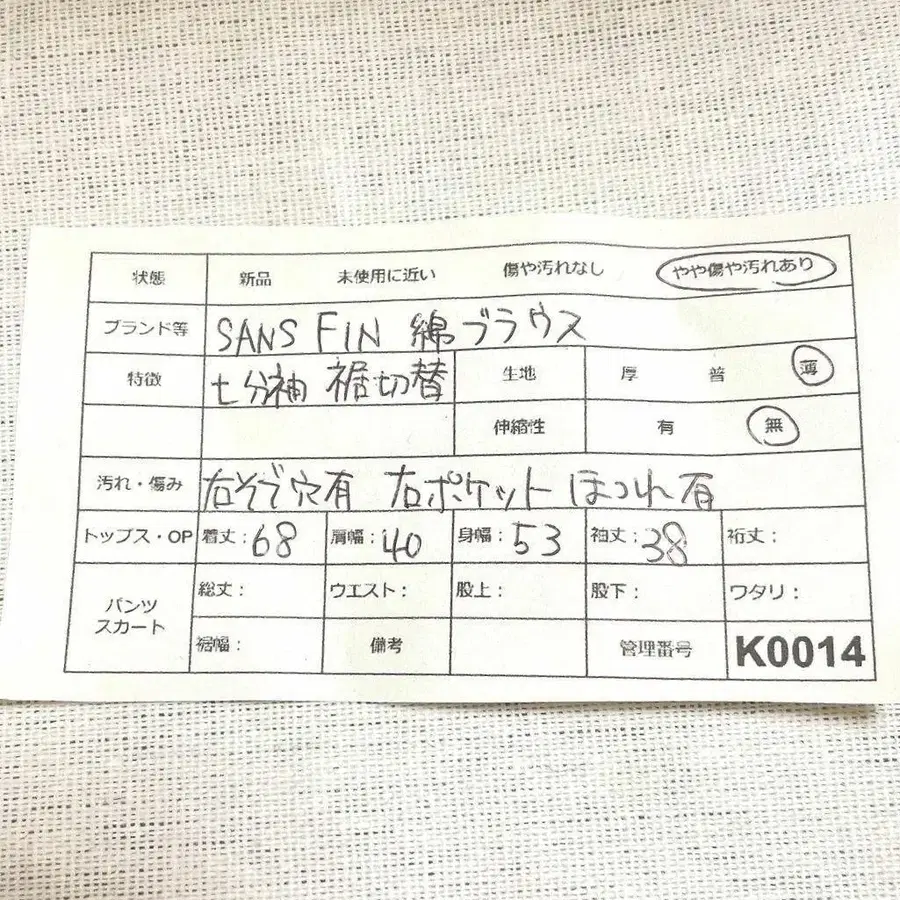 状態 新品 未使用に近い 傷や汚れなし やや傷や汚れあり
ブランド等 SANS FIN 綿ブラウス
特徴 七分袖 裾切替 生地 厚 普 薄
伸縮性 有 無
汚れ・傷み 右そで穴有 右ポケット ほつれ有
トップス・OP 着丈:68 肩幅:40 身幅:53 袖丈:38 裄丈:
パンツ スカート 総丈: ウエスト: 股上: 股下: ワタリ:
裾幅: 備考 管理番号 K0014